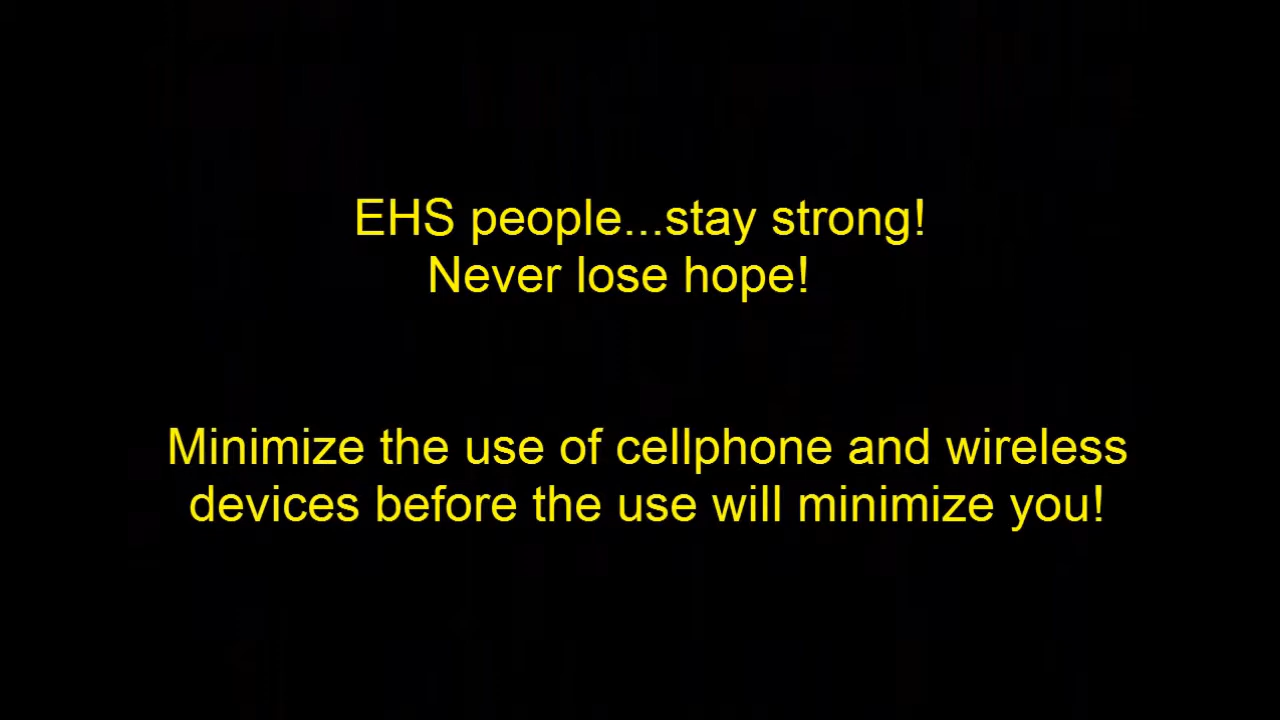 EHS people...stay strong!
Never lose hope!
Minimize the use of cellphone and wireless
devices before the use will minimize you!